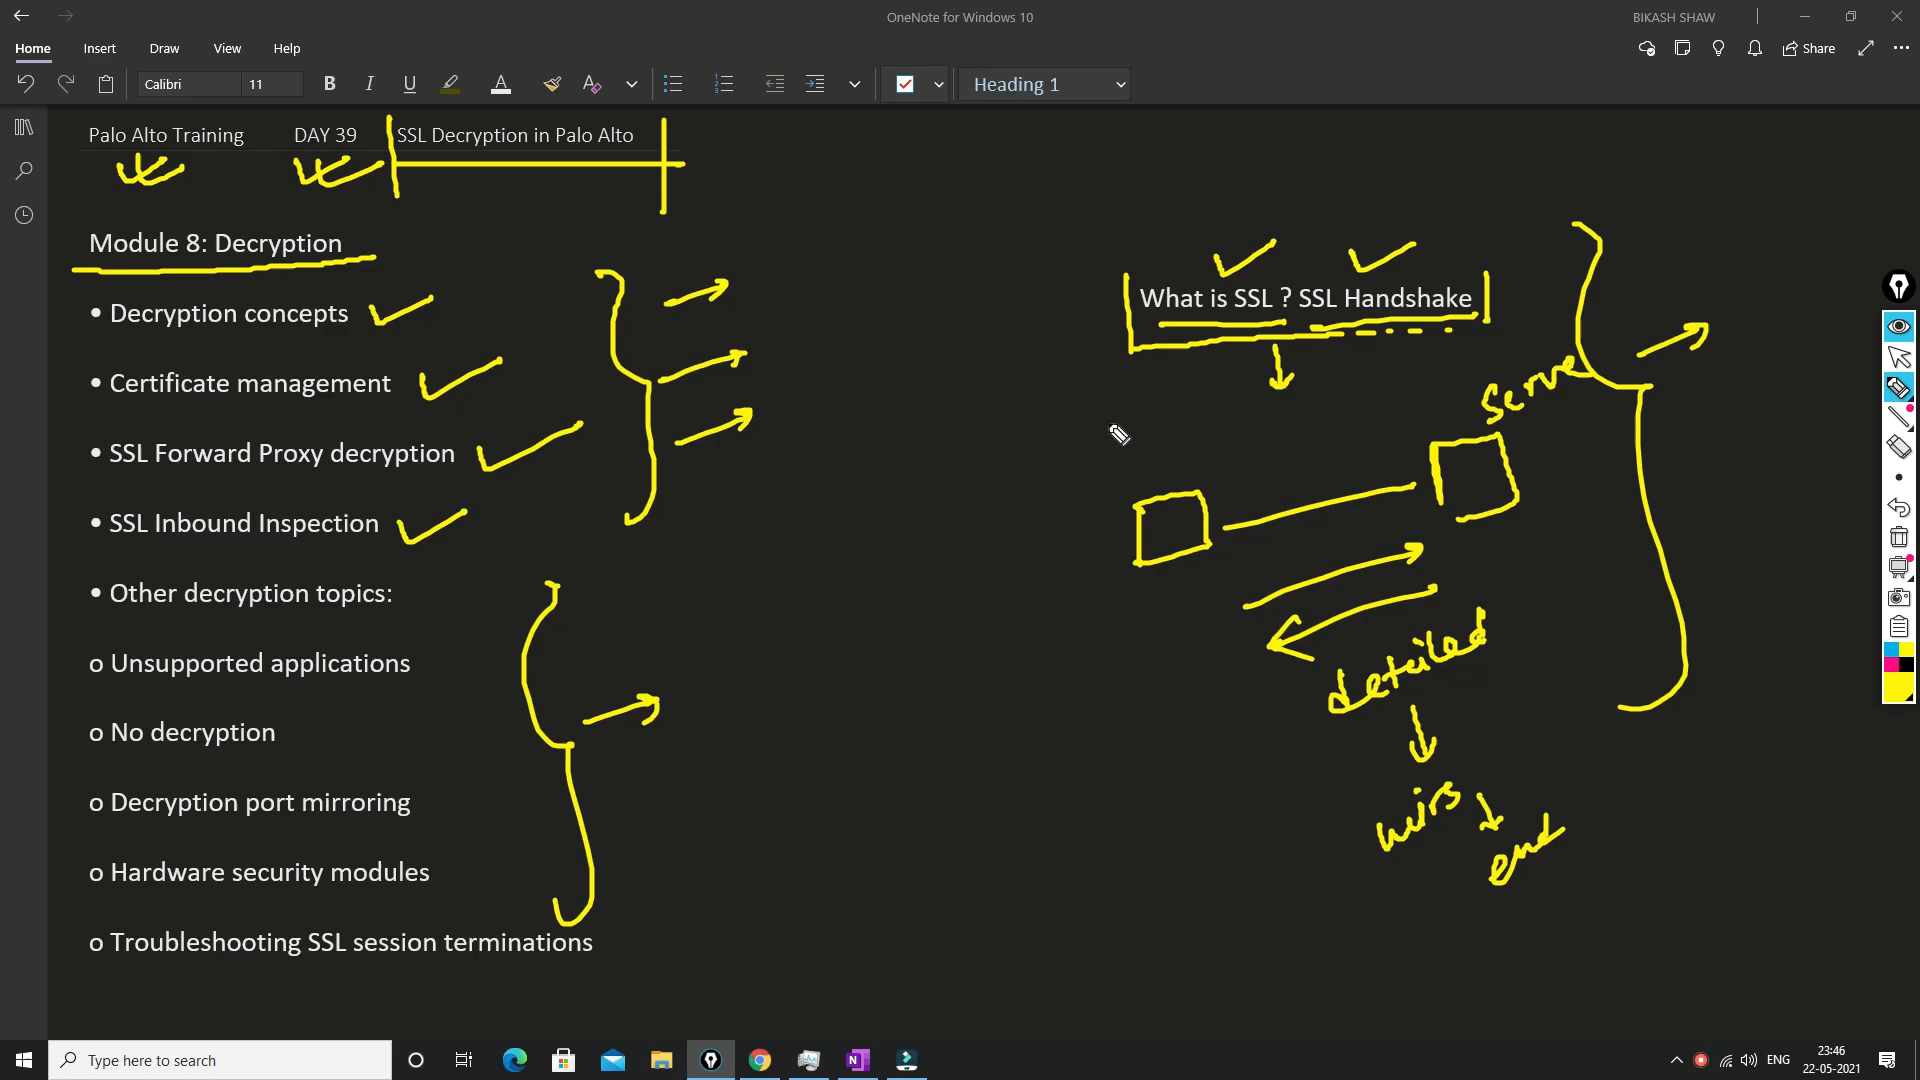 OneNote for Windows 10
BIKASH SHAW
Home Insert Draw View Help
Share
Calibri 11 B I U A A Heading 1
Palo Alto Training DAY 39 SSL Decryption in Palo Alto
Module 8: Decryption
• Decryption concepts
• Certificate management
• SSL Forward Proxy decryption
• SSL Inbound Inspection
• Other decryption topics:
o Unsupported applications
o No decryption
o Decryption port mirroring
o Hardware security modules
o Troubleshooting SSL session terminations
What is SSL ? SSL Handshake
Serve
detailed
end
Type here to search
ENG
23:46
22-05-2021